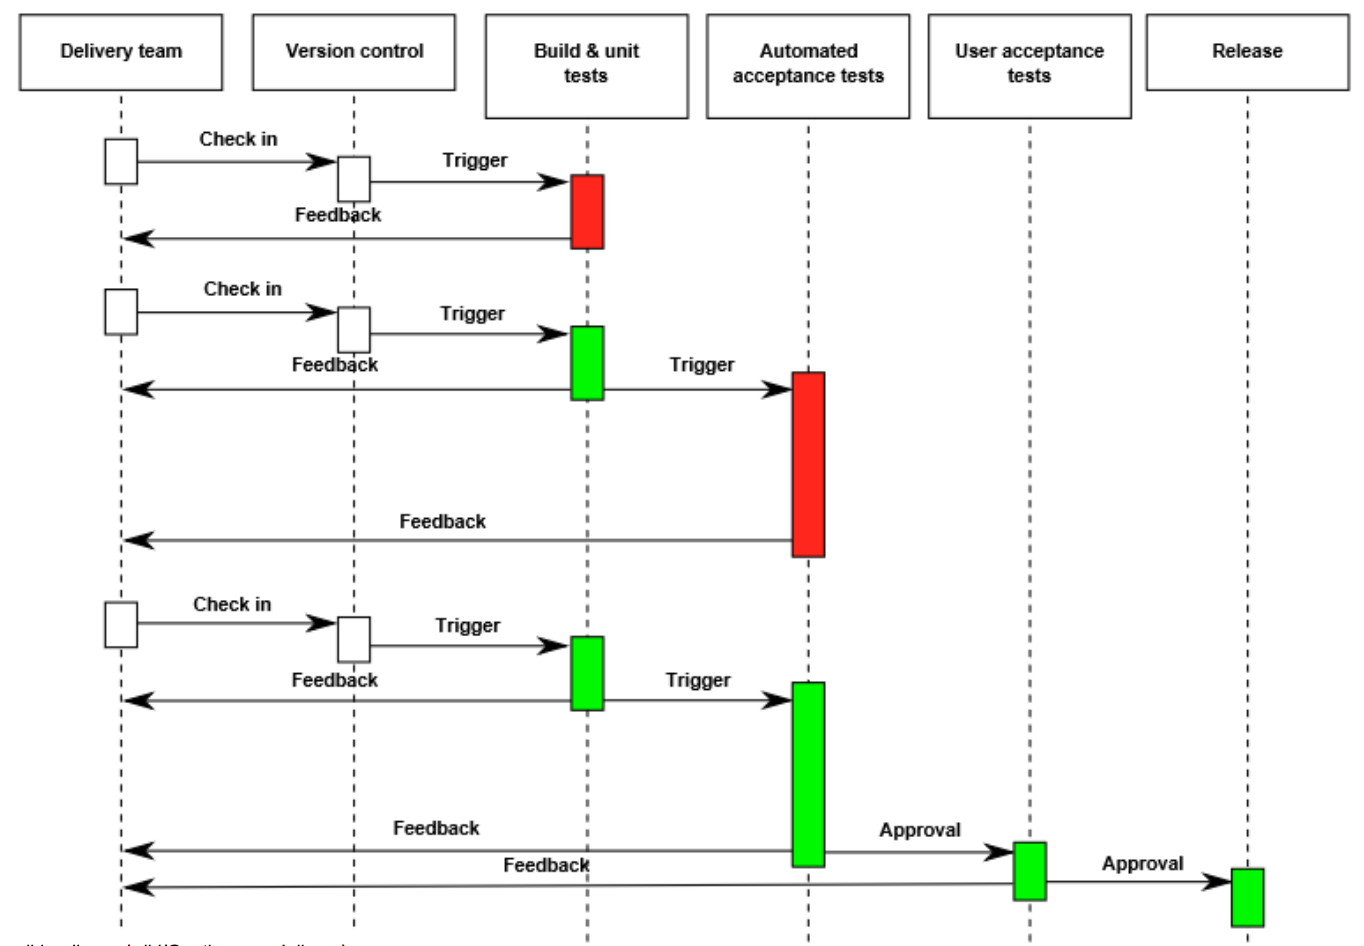 Delivery team
Version control
Build & unit
tests
Automated
acceptance tests
User acceptance
tests
Release
Check in
Trigger
Feedback
Check in
Trigger
Feedback
Trigger
Feedback
Check in
Trigger
Feedback
Trigger
Feedback
Approval
Feedback
Approval